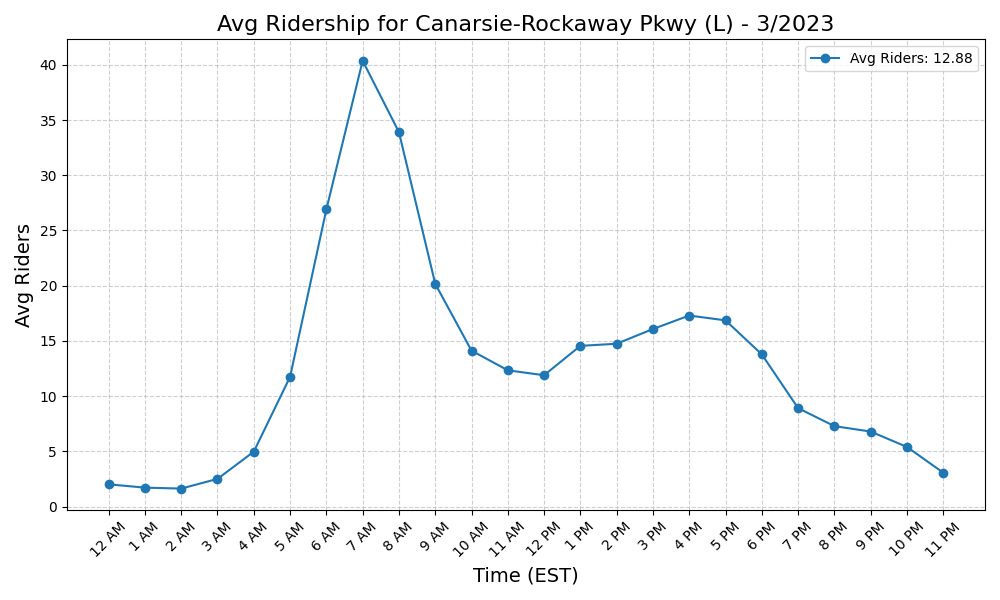 Avg Ridership for Canarsie-Rockaway Pkwy (L) - 3/2023
Avg Riders: 12.88
Avg Riders
40
35
30
25
20
15
10
5
0
12 AM
1 AM
2 AM
3 AM
4 AM
5 AM
6 AM
7 AM
8 AM
9 AM
10 AM
11 AM
12 PM
1 PM
2 PM
3 PM
4 PM
5 PM
6 PM
7 PM
8 PM
9 PM
10 PM
11 PM
Time (EST)